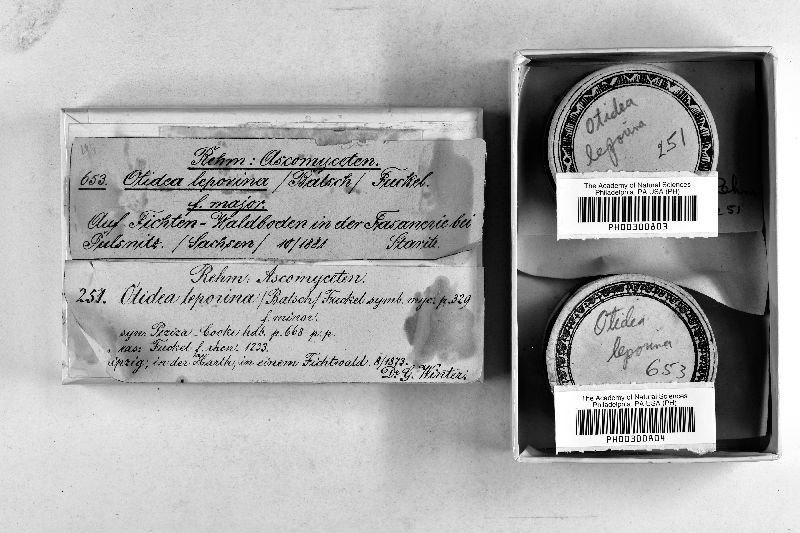 Rehm: Ascomyceten.
653. Otidea leporina /Batsch/ Fuckel.
f. major.
Auf Fichten-Waldboden in der Fasanerie bei
Pulsnitz. /Sachsen/ 10/1881 Staritz.
Rehm: Ascomyceten.
251. Otidea leporina /Batsch/ Fuckel symb. myc. p. 329
f. minor.
syn. Peziza Cooke hdb. p. 668 p. p.
Fuckel f. rhen. 1223.
in der Harth, in einem Fichtwald. 8/1873.
Dr. G. Winter.
Otidea
leporina
251
The Academy of Natural Sciences
Philadelphia, PA USA (PH)
PH00300803
Rehm
251
Otidea
leporina
653
The Academy of Natural Sciences
Philadelphia, PA USA (PH)
PH00300804